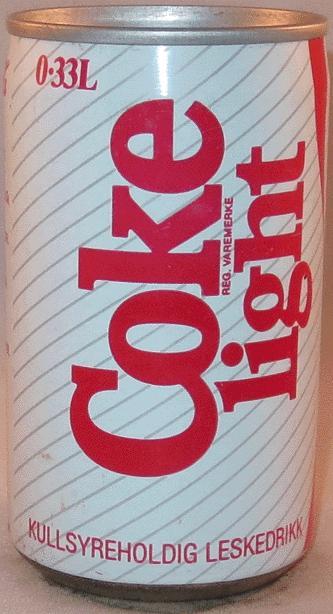 0·33L
Coke
light
REG. VAREMERKE
KULLSYREHOLDIG LESKEDRIKK